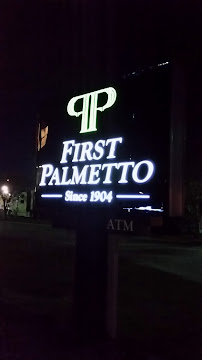 FIRST
PALMETTO
Since 1904
ATM